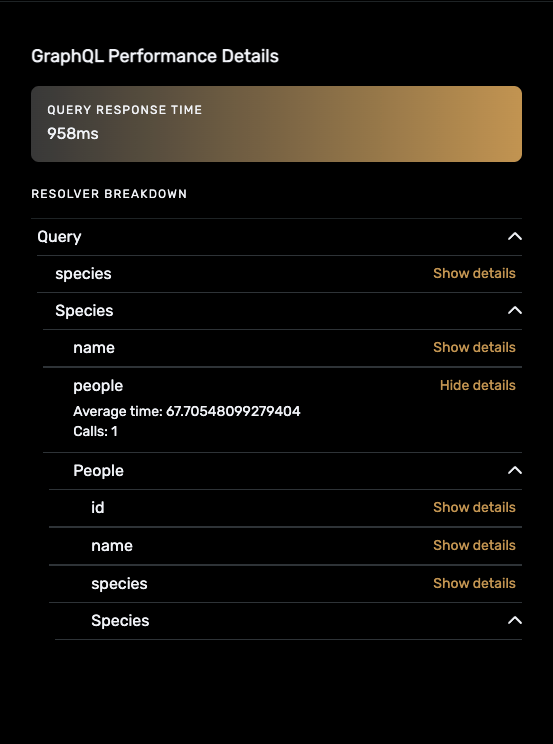 GraphQL Performance Details
QUERY RESPONSE TIME
958ms
RESOLVER BREAKDOWN
Query
species Show details
Species
name Show details
people Hide details
Average time: 67.70548099279404
Calls: 1
People
id Show details
name Show details
species Show details
Species